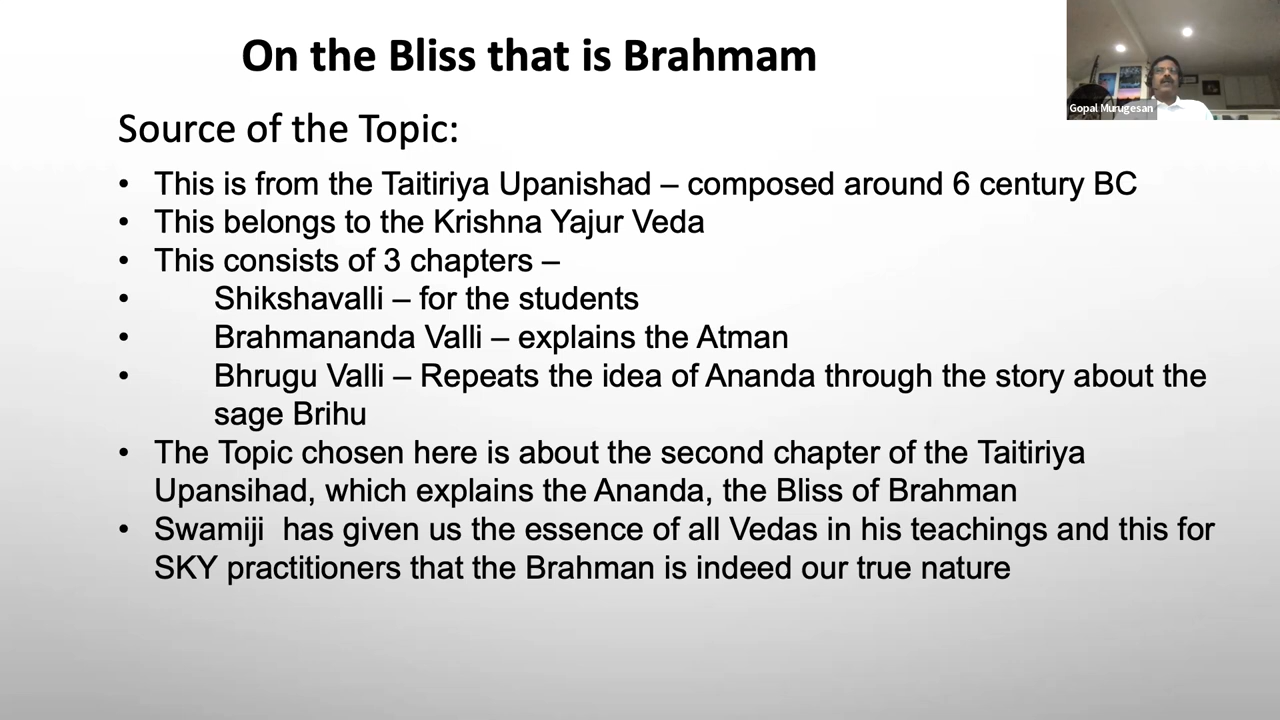 On the Bliss that is Brahmam
Gopal Murugesan
Source of the Topic:
• This is from the Taitiriya Upanishad – composed around 6 century BC
• This belongs to the Krishna Yajur Veda
• This consists of 3 chapters –
• Shikshavalli – for the students
• Brahmananda Valli – explains the Atman
• Bhrugu Valli – Repeats the idea of Ananda through the story about the
sage Brihu
• The Topic chosen here is about the second chapter of the Taitiriya
Upansihad, which explains the Ananda, the Bliss of Brahman
• Swamiji has given us the essence of all Vedas in his teachings and this for
SKY practitioners that the Brahman is indeed our true nature